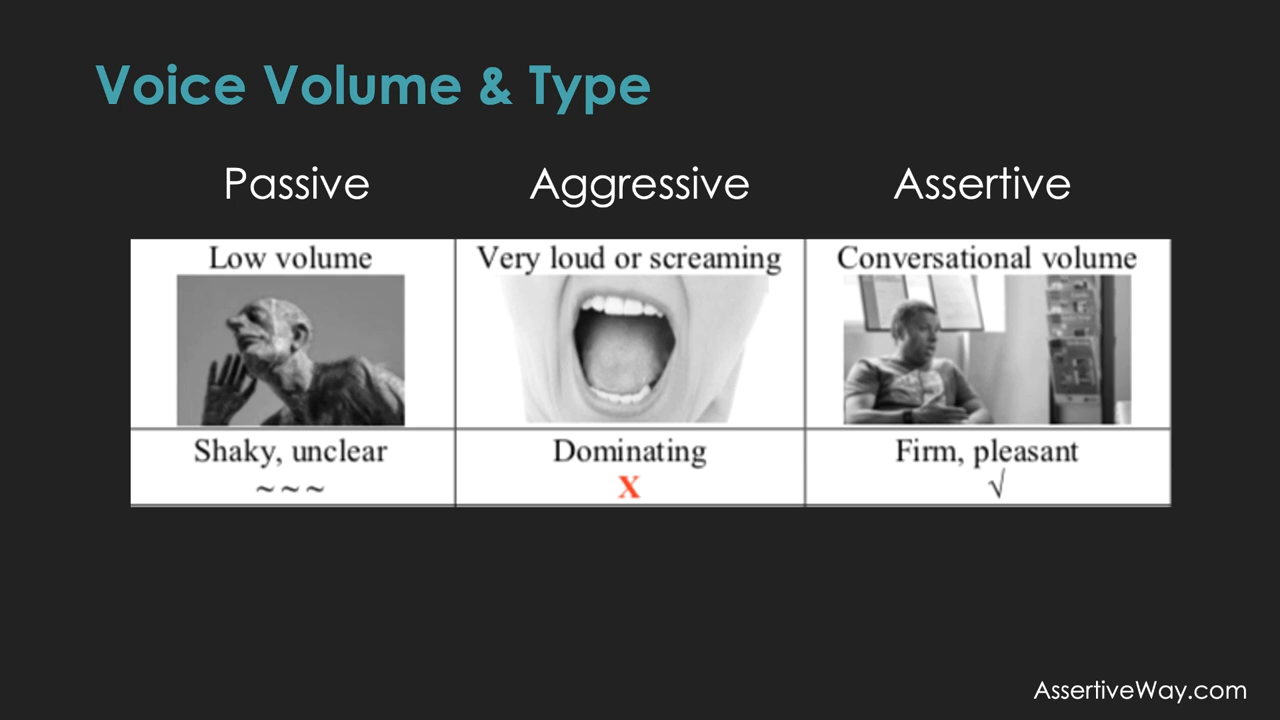 Voice Volume & Type
Passive
Aggressive
Assertive
Low volume
Very loud or screaming
Conversational volume
Shaky, unclear
Dominating
Firm, pleasant
~ ~ ~
X
√
AssertiveWay.com